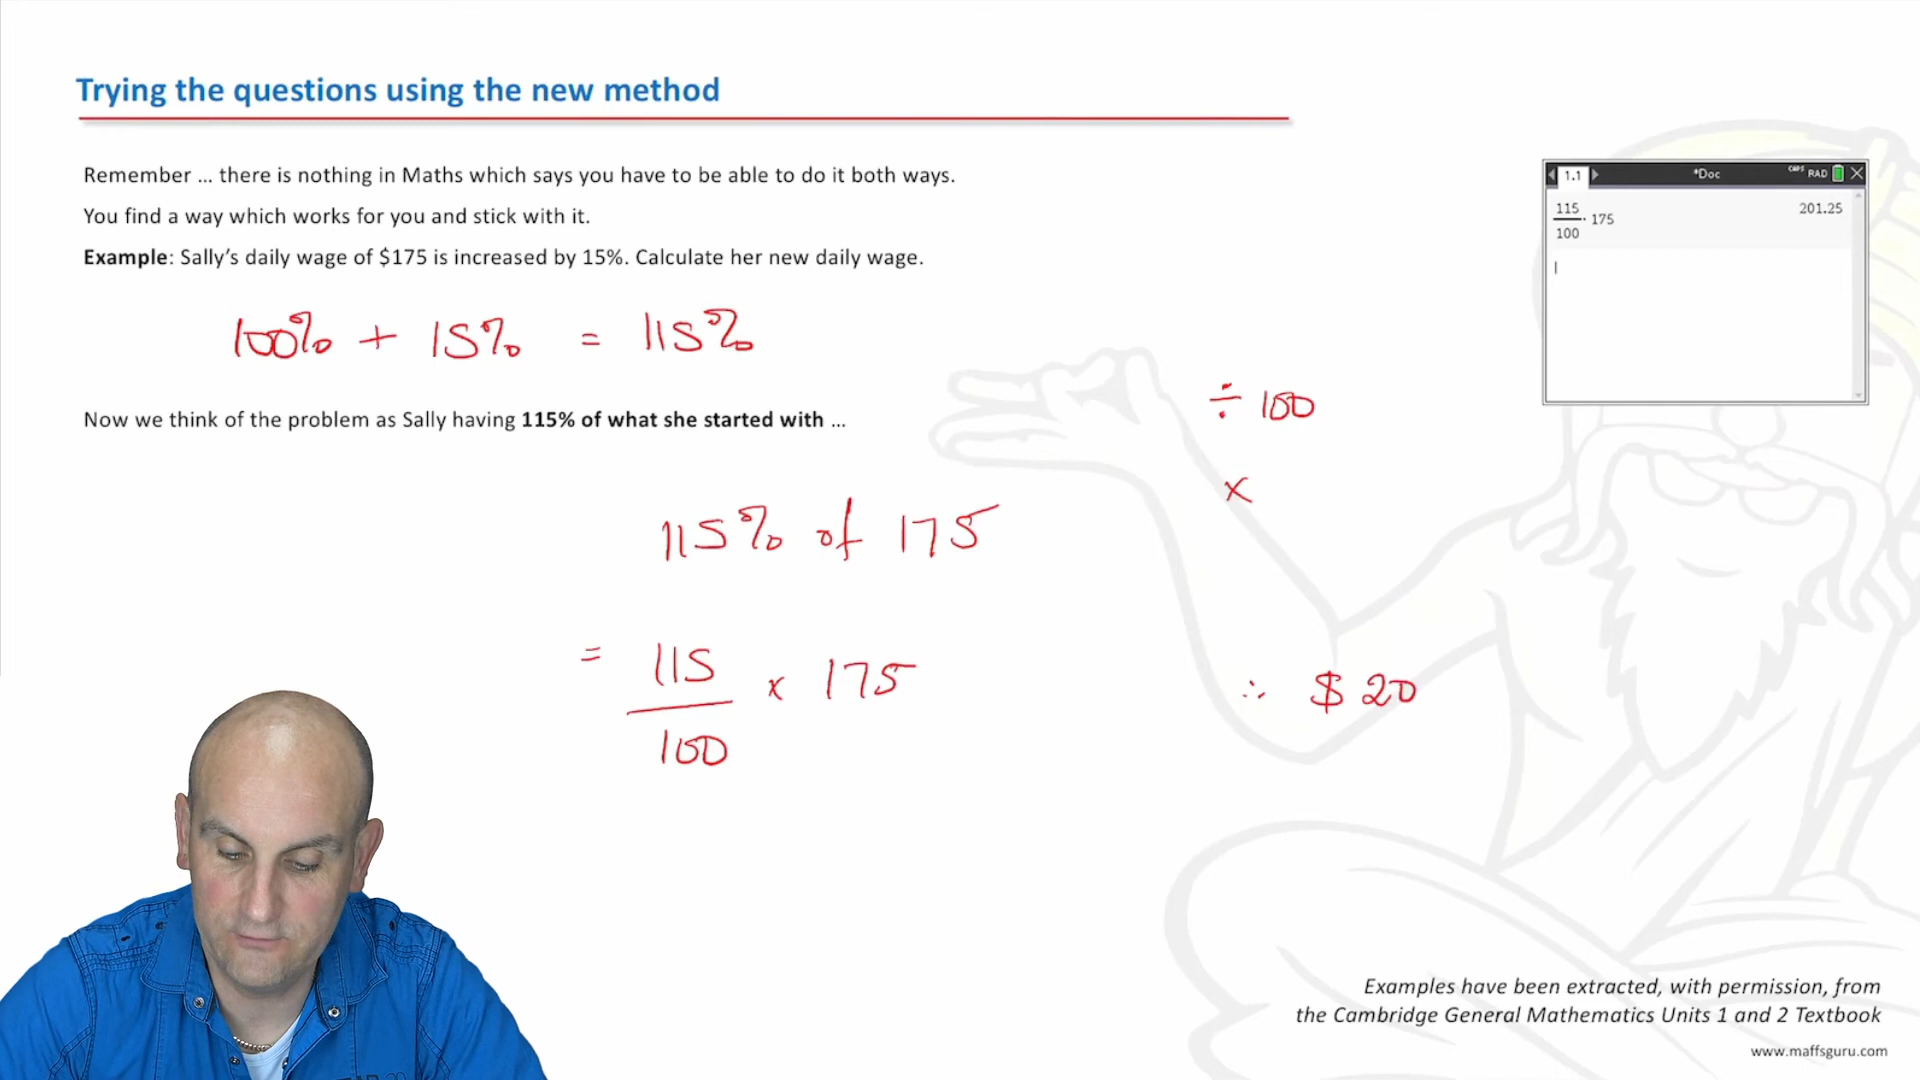 Trying the questions using the new method
Remember ... there is nothing in Maths which says you have to be able to do it both ways.
You find a way which works for you and stick with it.
Example: Sally’s daily wage of $175 is increased by 15%. Calculate her new daily wage.
100% + 15% = 115%
Now we think of the problem as Sally having 115% of what she started with ...
÷ 100
×
115% of 175
= 115/100 × 175
∴ $20
1.1 *Doc CAPS RAD
115/100 · 175 201.25
Examples have been extracted, with permission, from
the Cambridge General Mathematics Units 1 and 2 Textbook
www.maffsguru.com